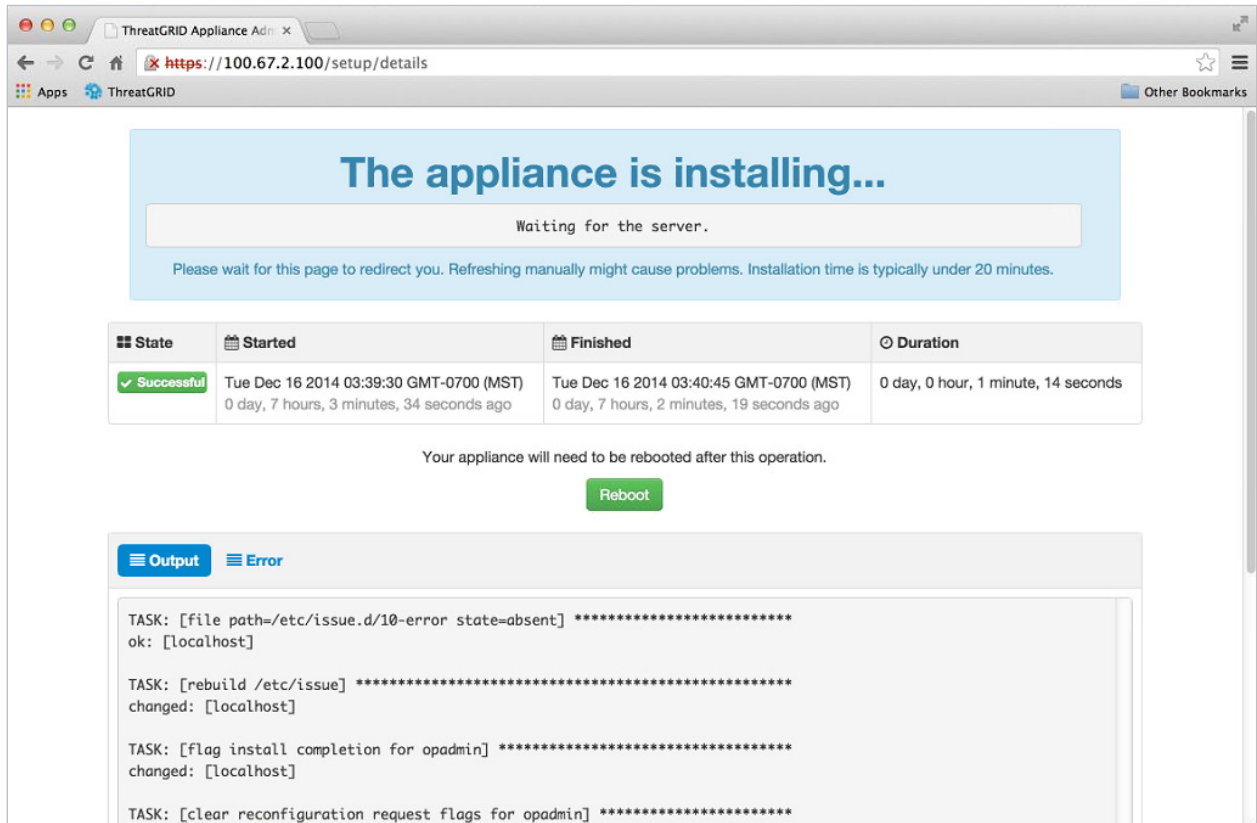 ThreatGRID Appliance Adm
https://100.67.2.100/setup/details
Apps ThreatGRID Other Bookmarks
The appliance is installing...
Waiting for the server.
Please wait for this page to redirect you. Refreshing manually might cause problems. Installation time is typically under 20 minutes.
State Started Finished Duration
Successful Tue Dec 16 2014 03:39:30 GMT-0700 (MST) Tue Dec 16 2014 03:40:45 GMT-0700 (MST) 0 day, 0 hour, 1 minute, 14 seconds
0 day, 7 hours, 3 minutes, 34 seconds ago 0 day, 7 hours, 2 minutes, 19 seconds ago
Your appliance will need to be rebooted after this operation.
Reboot
Output Error
TASK: [file path=/etc/issue.d/10-error state=absent] **************************
ok: [localhost]
TASK: [rebuild /etc/issue] ****************************************************
changed: [localhost]
TASK: [flag install completion for opadmin] ***********************************
changed: [localhost]
TASK: [clear reconfiguration request flags for opadmin] ***********************